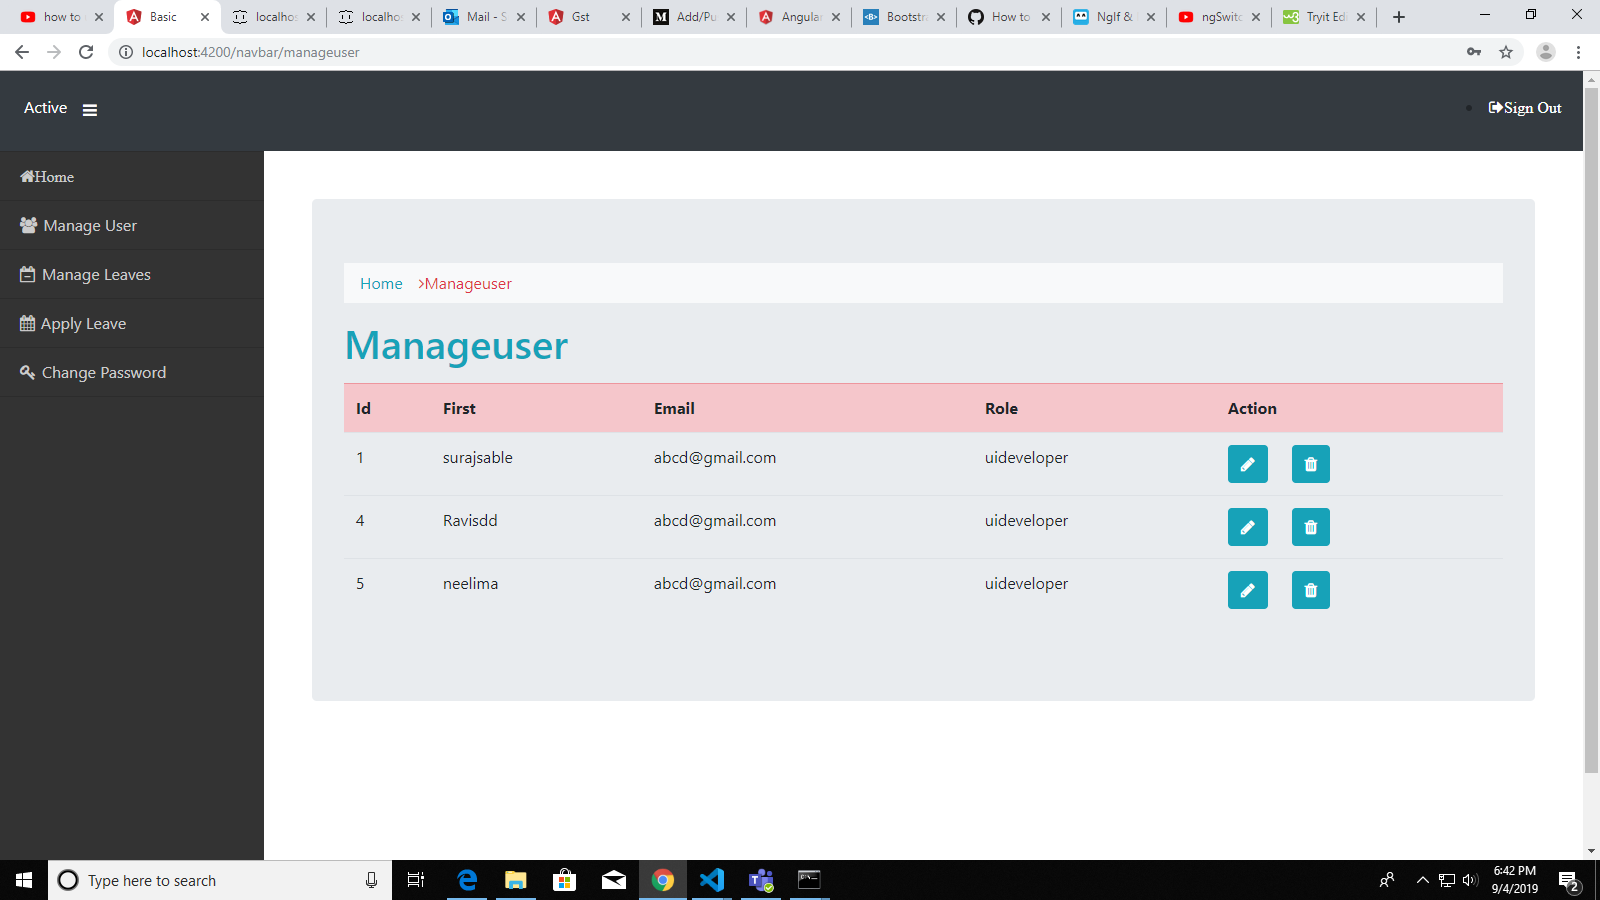 how to
Basic
localhos
localhos
Mail - S
Gst
Add/Pu
Angular
Bootstra
How to
NgIf &
ngSwitc
Tryit Edi
localhost:4200/navbar/manageuser
Active
Sign Out
Home
Manage User
Manage Leaves
Apply Leave
Change Password
Home >Manageuser
Manageuser
Id First Email Role Action
1 surajsable abcd@gmail.com uideveloper
4 Ravisdd abcd@gmail.com uideveloper
5 neelima abcd@gmail.com uideveloper
Type here to search
6:42 PM
9/4/2019
2